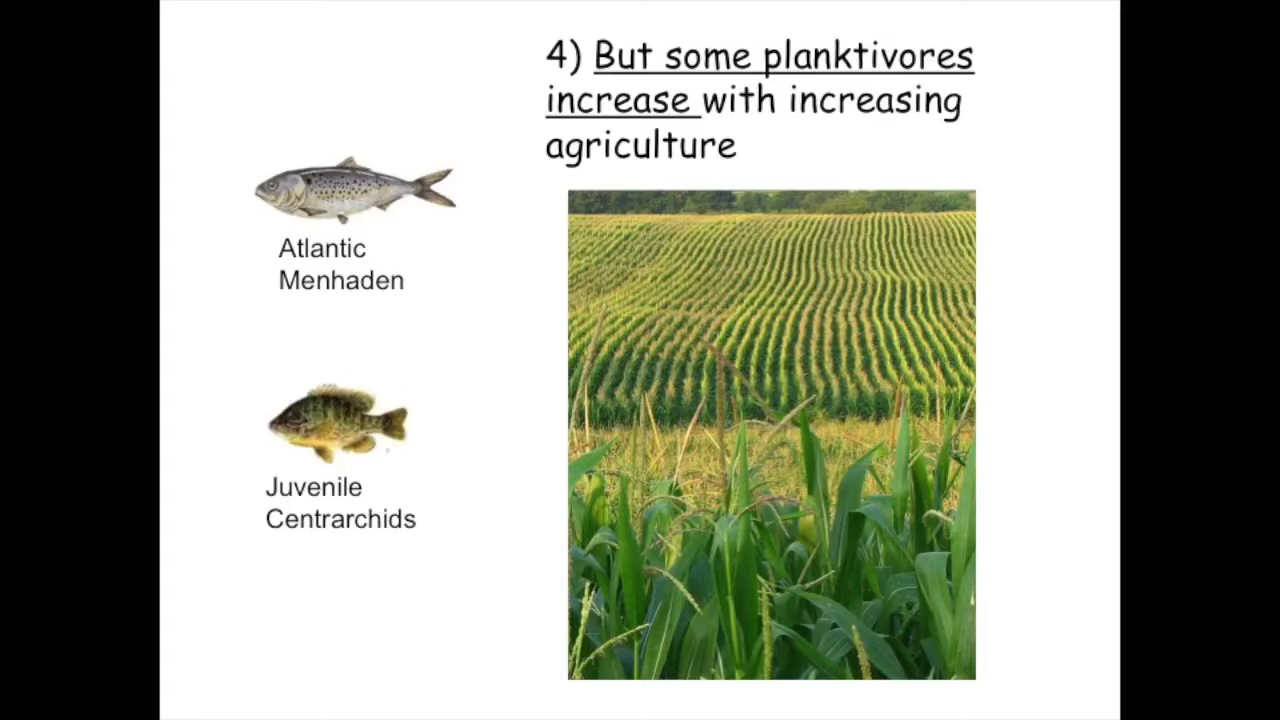 4) But some planktivores
increase with increasing
agriculture
Atlantic
Menhaden
Juvenile
Centrarchids